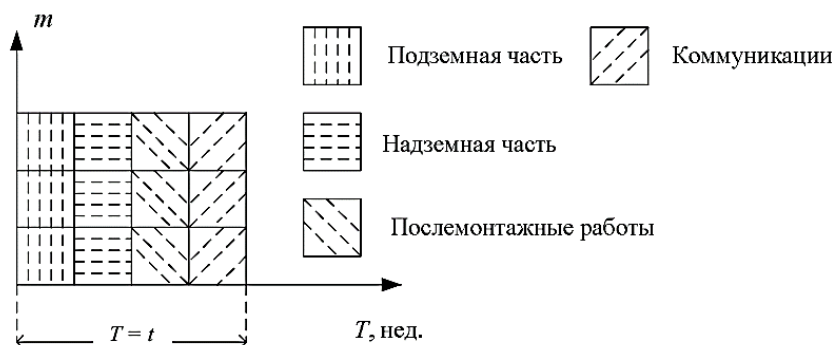 m
Подземная часть
Коммуникации
Надземная часть
Послемонтажные работы
T = t
T, нед.